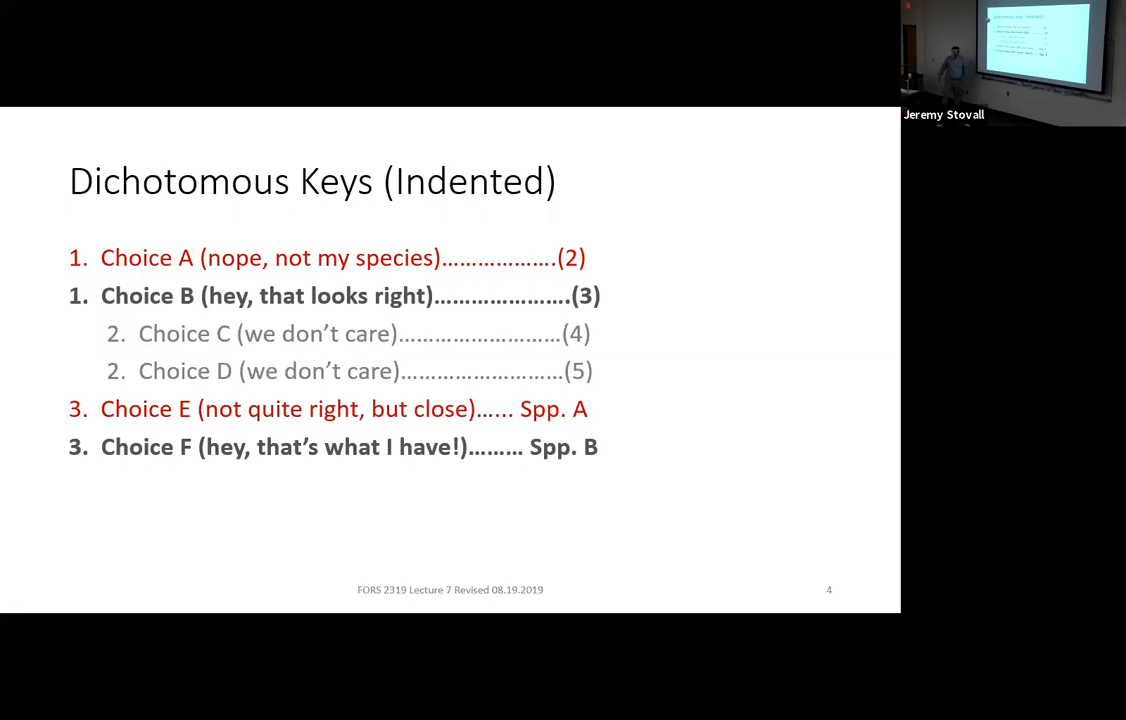 Jeremy Stovall
Dichotomous Keys (Indented)
1. Choice A (nope, not my species)……………….(2)
1. Choice B (hey, that looks right)………………….(3)
2. Choice C (we don’t care)………………………(4)
2. Choice D (we don’t care)………………………(5)
3. Choice E (not quite right, but close)…... Spp. A
3. Choice F (hey, that’s what I have!)……… Spp. B
FORS 2319 Lecture 7 Revised 08.19.2019
4